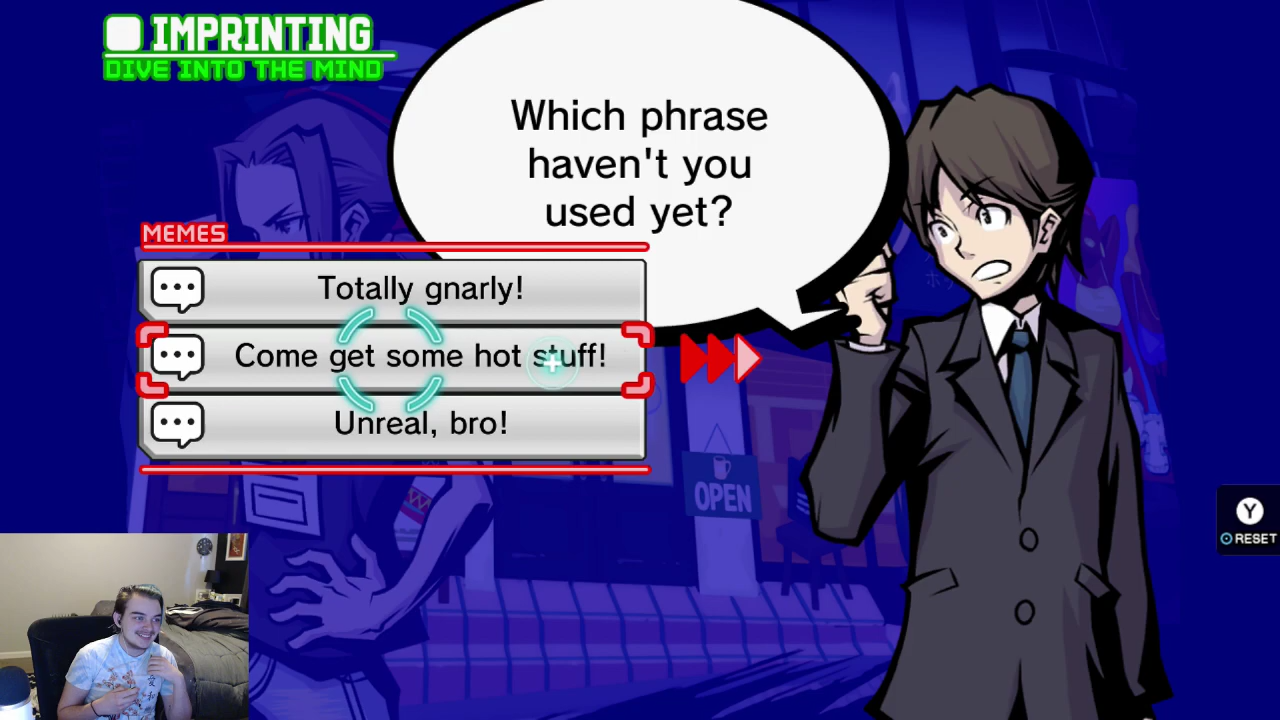 IMPRINTING
DIVE INTO THE MIND
Which phrase
haven't you
used yet?
MEMES
Totally gnarly!
Come get some hot stuff!
Unreal, bro!
OPEN
Y
RESET